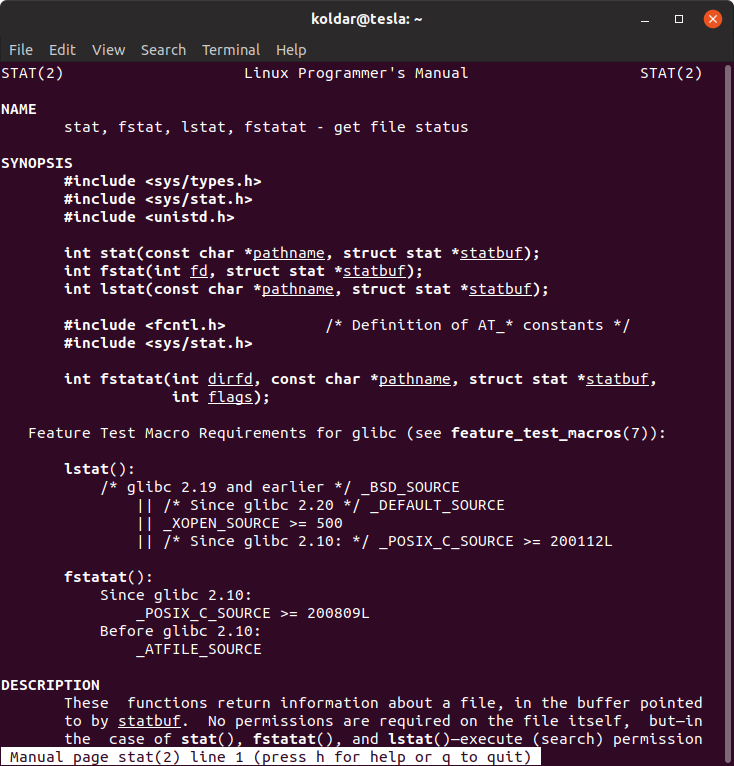 koldar@tesla: ~
File Edit View Search Terminal Help
STAT(2)                    Linux Programmer's Manual                   STAT(2)
NAME
       stat, fstat, lstat, fstatat - get file status
SYNOPSIS
       #include <sys/types.h>
       #include <sys/stat.h>
       #include <unistd.h>
       int stat(const char *pathname, struct stat *statbuf);
       int fstat(int fd, struct stat *statbuf);
       int lstat(const char *pathname, struct stat *statbuf);
       #include <fcntl.h>           /* Definition of AT_* constants */
       #include <sys/stat.h>
       int fstatat(int dirfd, const char *pathname, struct stat *statbuf,
                   int flags);
   Feature Test Macro Requirements for glibc (see feature_test_macros(7)):
       lstat():
           /* glibc 2.19 and earlier */ _BSD_SOURCE
               || /* Since glibc 2.20 */ _DEFAULT_SOURCE
               || _XOPEN_SOURCE >= 500
               || /* Since glibc 2.10: */ _POSIX_C_SOURCE >= 200112L
       fstatat():
           Since glibc 2.10:
               _POSIX_C_SOURCE >= 200809L
           Before glibc 2.10:
               _ATFILE_SOURCE
DESCRIPTION
       These  functions return information about a file, in the buffer pointed
       to by statbuf.  No permissions are required on the file itself,  but—in
       the  case of stat(), fstatat(), and lstat()—execute (search) permission
 Manual page stat(2) line 1 (press h for help or q to quit)